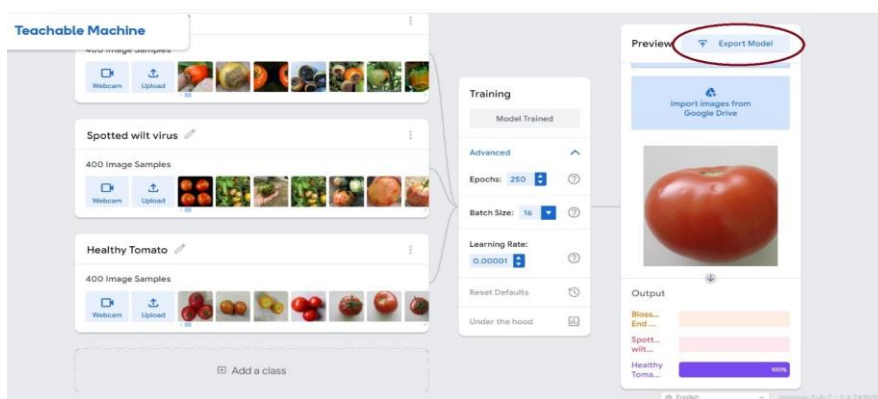 Teachable Machine
400 Image Samples
Webcam
Upload
Spotted wilt virus
400 Image Samples
Webcam
Upload
Healthy Tomato
400 Image Samples
Webcam
Upload
Add a class
Training
Model Trained
Advanced
Epochs: 250
Batch Size: 16
Learning Rate:
0.00001
Reset Defaults
Under the hood
Preview
Export Model
Import images from
Google Drive
Output
Bloss...
End ...
Spott...
wilt...
Healthy
Toma...
100%
English